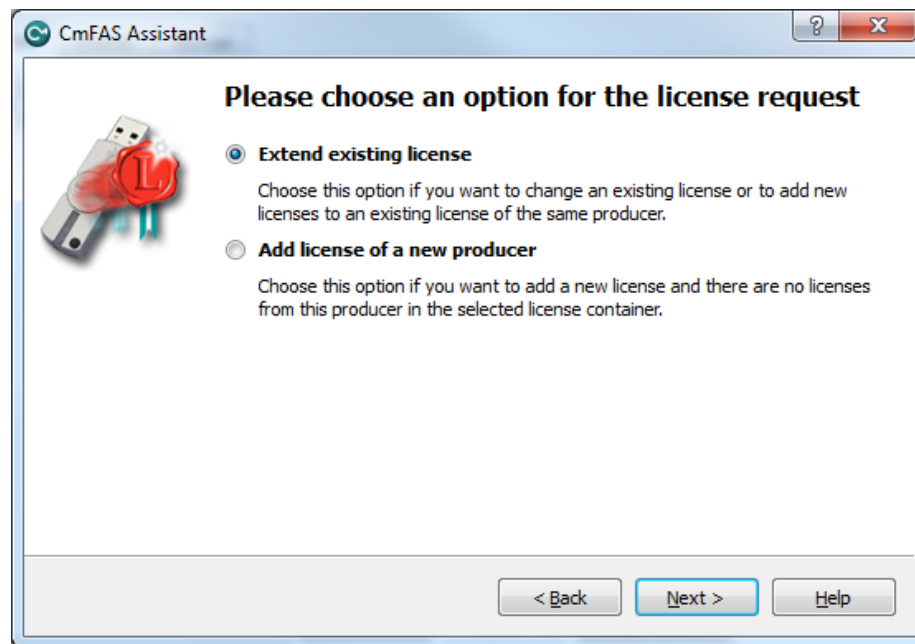 CmFAS Assistant
Please choose an option for the license request
Extend existing license
Choose this option if you want to change an existing license or to add new
licenses to an existing license of the same producer.
Add license of a new producer
Choose this option if you want to add a new license and there are no licenses
from this producer in the selected license container.
L
< Back
Next >
Help